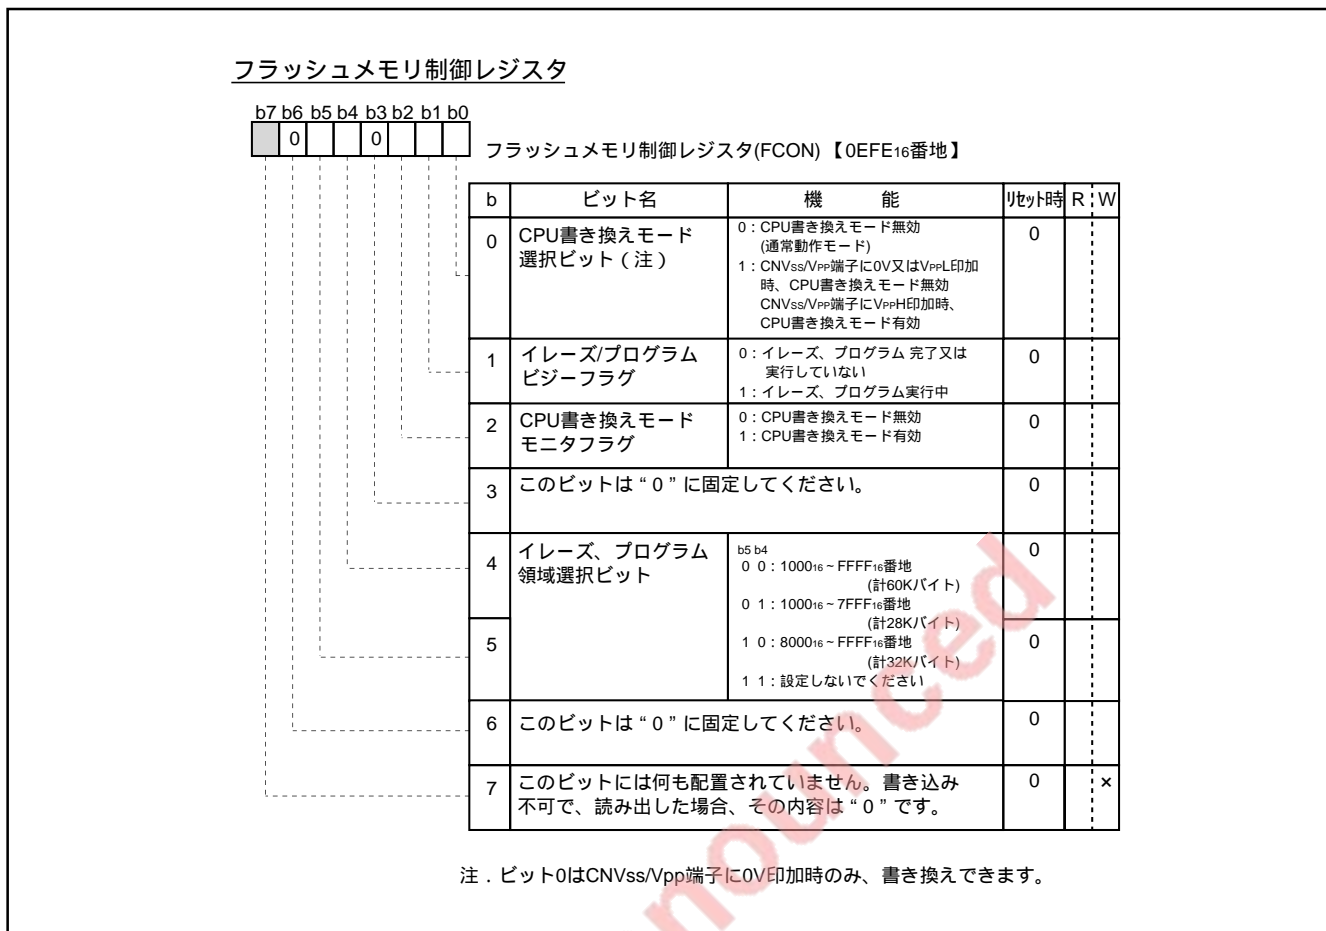 フラッシュメモリ制御レジスタ
b7 b6 b5 b4 b3 b2 b1 b0
0 0
フラッシュメモリ制御レジスタ(FCON)【0EFE16番地】
b ビット名 機 能 リセット時 R W
0 CPU書き換えモード
選択ビット(注)
0:CPU書き換えモード無効
(通常動作モード)
1:CNVSS/VPP端子に0V又はVPPL印加
時、CPU書き換えモード無効
CNVSS/VPP端子にVPPH印加時、
CPU書き換えモード有効
0
1 イレーズ/プログラム
ビジーフラグ
0:イレーズ、プログラム 完了又は
実行していない
1:イレーズ、プログラム実行中
0
2 CPU書き換えモード
モニタフラグ
0:CPU書き換えモード無効
1:CPU書き換えモード有効
0
3 このビットは“0”に固定してください。 0
4 イレーズ、プログラム
領域選択ビット
b5 b4
0 0:100016~FFFF16番地
(計60Kバイト)
0 1:100016~7FFF16番地
(計28Kバイト)
0
5
1 0:800016~FFFF16番地
(計32Kバイト)
1 1:設定しないでください
0
6 このビットは“0”に固定してください。 0
7 このビットには何も配置されていません。書き込み
不可で、読み出した場合、その内容は“0”です。
0 ×
注.ビット0はCNVss/Vpp端子に0V印加時のみ、書き換えできます。
nounced